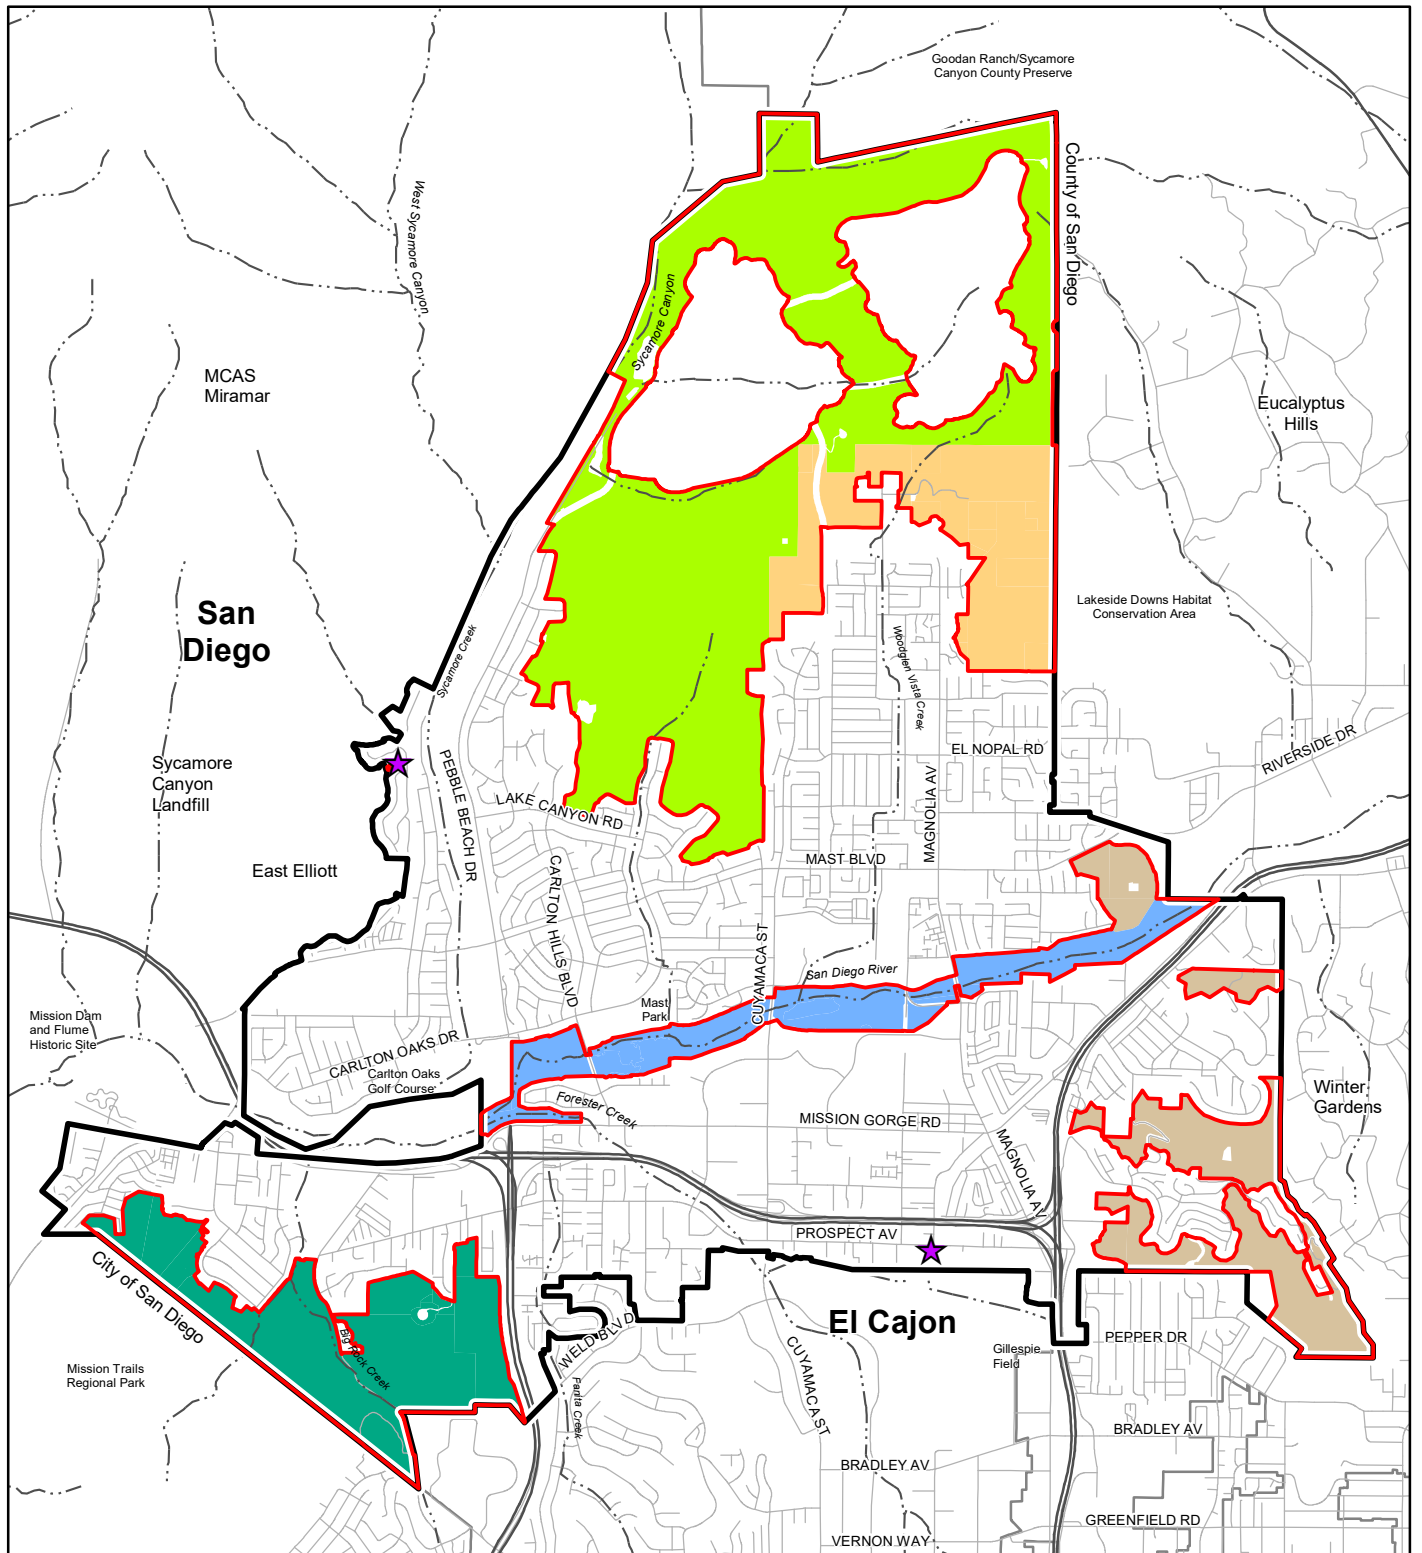 Goodan Ranch/Sycamore
Canyon County Preserve
County of San Diego
West Sycamore Canyon
Sycamore Canyon
MCAS
Miramar
Eucalyptus
Hills
San
Diego
Lakeside Downs Habitat
Conservation Area
Sycamore Creek
Woodglen Vista Creek
EL NOPAL RD
RIVERSIDE DR
Sycamore
Canyon
Landfill
PEBBLE BEACH DR
LAKE CANYON RD
MAGNOLIA AV
MAST BLVD
East Elliott
CARLTON HILLS BLVD
CUYAMACA ST
San Diego River
Mast
Park
Mission Dam
and Flume
Historic Site
CARLTON OAKS DR
Carlton Oaks
Golf Course
Forester Creek
MISSION GORGE RD
MAGNOLIA AV
Winter
Gardens
PROSPECT AV
City of San Diego
El Cajon
Big Rock Creek
WELD BLVD
CUYAMACA ST
Gillespie
Field
PEPPER DR
Mission Trails
Regional Park
Fanita Creek
BRADLEY AV
BRADLEY AV
GREENFIELD RD
VERNON WAY